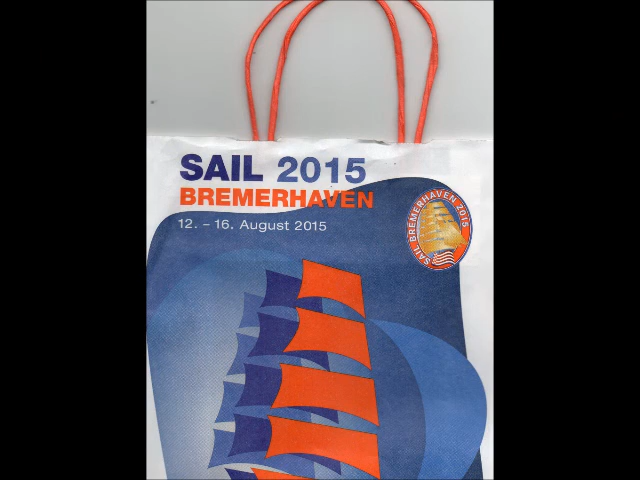 SAIL 2015
BREMERHAVEN
12. – 16. August 2015
SAIL BREMERHAVEN 2015